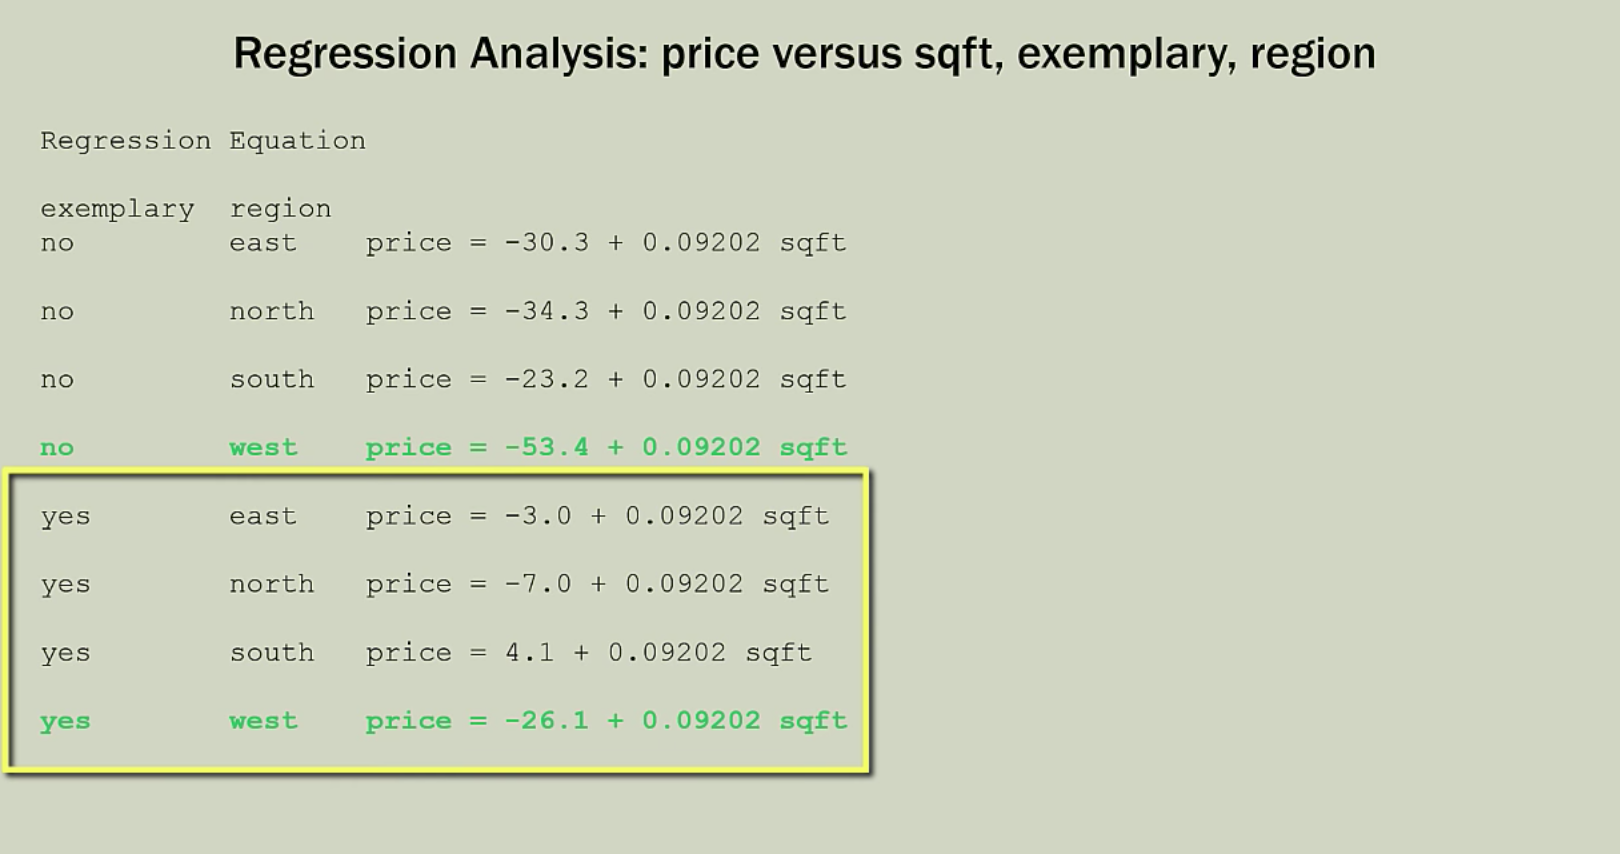 Regression Analysis: price versus sqft, exemplary, region
Regression Equation
exemplary region
no east price = -30.3 + 0.09202 sqft
no north price = -34.3 + 0.09202 sqft
no south price = -23.2 + 0.09202 sqft
no west price = -53.4 + 0.09202 sqft
yes east price = -3.0 + 0.09202 sqft
yes north price = -7.0 + 0.09202 sqft
yes south price = 4.1 + 0.09202 sqft
yes west price = -26.1 + 0.09202 sqft